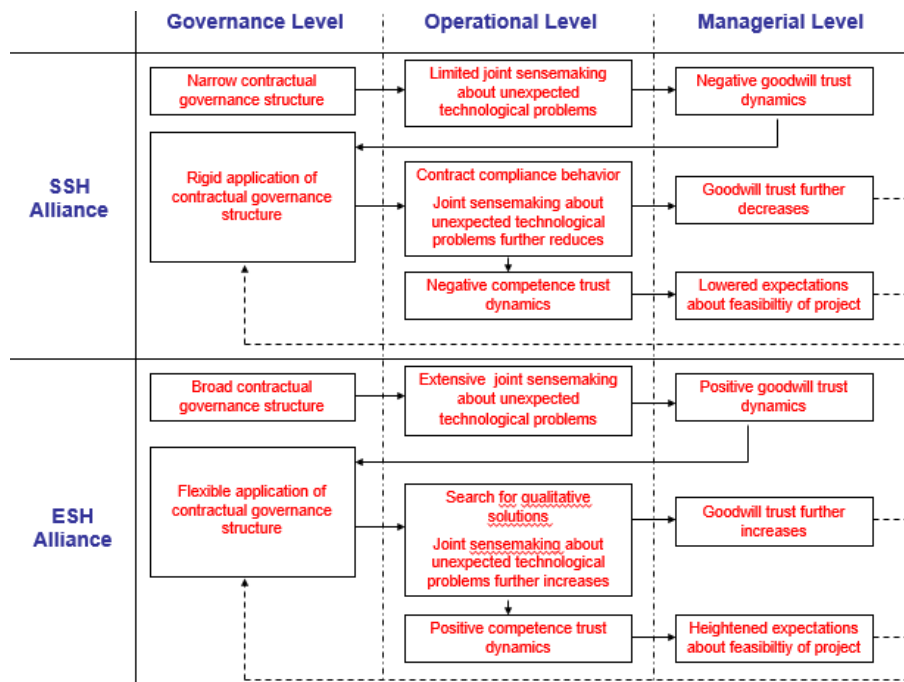 Governance Level
Operational Level
Managerial Level
SSH
Alliance
Narrow contractual
governance structure
Limited joint sensemaking
about unexpected
technological problems
Negative goodwill trust
dynamics
Rigid application of
contractual governance
structure
Contract compliance behavior
Joint sensemaking about
unexpected technological
problems further reduces
Goodwill trust further
decreases
Negative competence trust
dynamics
Lowered expectations
about feasibiltiy of project
ESH
Alliance
Broad contractual
governance structure
Extensive joint sensemaking
about unexpected
technological problems
Positive goodwill trust
dynamics
Flexible application of
contractual governance
structure
Search for qualitative
solutions
Joint sensemaking about
unexpected technological
problems further increases
Goodwill trust further
increases
Positive competence trust
dynamics
Heightened expectations
about feasibiltiy of project